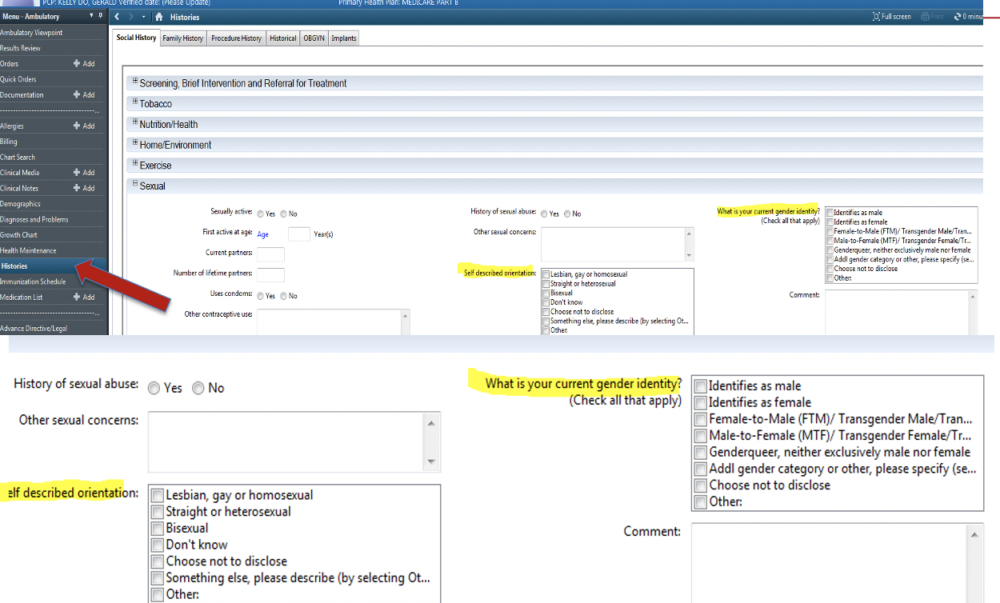 PCP: KELLY DO, GERALD Verified date: (Please Update) Primary Health Plan: MEDICARE PART B
Menu - Ambulatory
Histories
Full screen Print 0 minu
Ambulatory Viewpoint
Results Review
Orders Add
Quick Orders
Documentation Add
Allergies Add
Billing
Chart Search
Clinical Media Add
Clinical Notes Add
Demographics
Diagnoses and Problems
Growth Chart
Health Maintenance
Histories
Immunization Schedule
Medication List Add
Advance Directive/Legal
Social History Family History Procedure History Historical OBGYN Implants
Screening, Brief Intervention and Referral for Treatment
Tobacco
Nutrition/Health
Home/Environment
Exercise
Sexual
Sexually active: Yes No
First active at age: Age Year(s)
Current partners:
Number of lifetime partners:
Uses condoms: Yes No
Other contraceptive use:
History of sexual abuse: Yes No
Other sexual concerns:
Self described orientation:
Lesbian, gay or homosexual
Straight or heterosexual
Bisexual
Don't know
Choose not to disclose
Something else, please describe (by selecting Ot...
Other:
What is your current gender identity?
(Check all that apply)
Identifies as male
Identifies as female
Female-to-Male (FTM)/ Transgender Male/Tran...
Male-to-Female (MTF)/ Transgender Female/Tr...
Genderqueer, neither exclusively male nor female
Addl gender category or other, please specify (se...
Choose not to disclose
Other:
Comment:
History of sexual abuse: Yes No
Other sexual concerns:
elf described orientation:
Lesbian, gay or homosexual
Straight or heterosexual
Bisexual
Don't know
Choose not to disclose
Something else, please describe (by selecting Ot...
Other:
What is your current gender identity?
(Check all that apply)
Identifies as male
Identifies as female
Female-to-Male (FTM)/ Transgender Male/Tran...
Male-to-Female (MTF)/ Transgender Female/Tr...
Genderqueer, neither exclusively male nor female
Addl gender category or other, please specify (se...
Choose not to disclose
Other:
Comment: